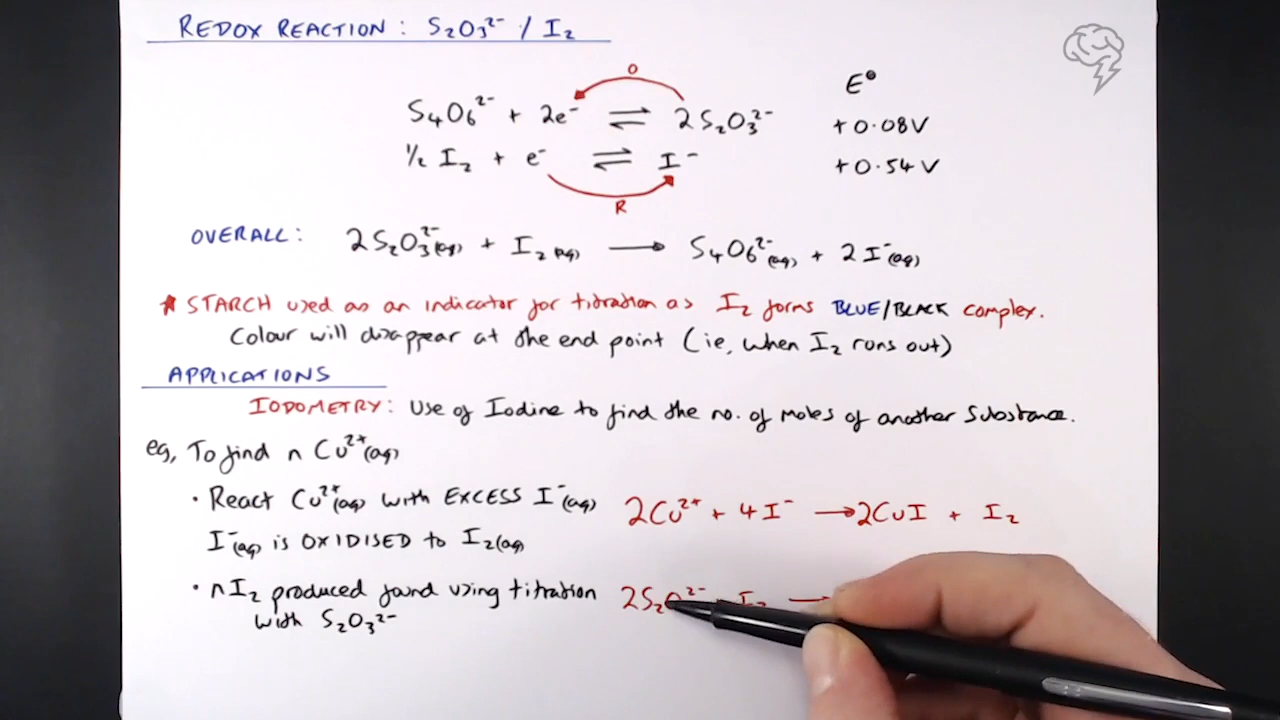 REDOX REACTION : S₂O₃²⁻ / I₂
O
E°
S₄O₆²⁻ + 2e⁻ ⇌ 2S₂O₃²⁻ +0.08V
½ I₂ + e⁻ ⇌ I⁻ +0.54V
R
OVERALL: 2S₂O₃²⁻(aq) + I₂(aq) → S₄O₆²⁻(aq) + 2I⁻(aq)
* STARCH used as an indicator for titration as I₂ forms BLUE/BLACK complex.
Colour will disappear at the end point (ie, when I₂ runs out)
APPLICATIONS
IODOMETRY: Use of Iodine to find the no. of moles of another substance.
eg, To find n Cu²⁺(aq)
• React Cu²⁺(aq) with EXCESS I⁻(aq) 2Cu²⁺ + 4I⁻ → 2CuI + I₂
I⁻(aq) is OXIDISED to I₂(aq)
• nI₂ produced found using titration 2S₂O²⁻ + I₂ →
with S₂O₃²⁻